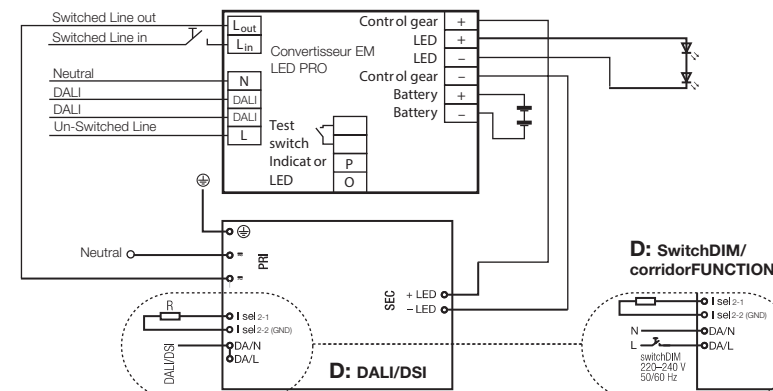 Switched Line out
Switched Line in
Neutral
DALI
DALI
Un-Switched Line
Lout
Lin
N
DALI
DALI
L
Convertisseur EM
LED PRO
Test
switch
Indicat or
LED
P
O
Control gear +
LED +
LED –
Control gear –
Battery +
Battery –
Neutral
PRI
=
=
SEC
+ LED
– LED
R
I sel 2-1
I sel 2-2 (GND)
DA/N
DA/L
DALI/DSI
D: DALI/DSI
D: SwitchDIM/
corridorFUNCTION
I sel 2-1
I sel 2-2 (GND)
N
DA/N
L
DA/L
switchDIM
220–240 V
50/60 Hz